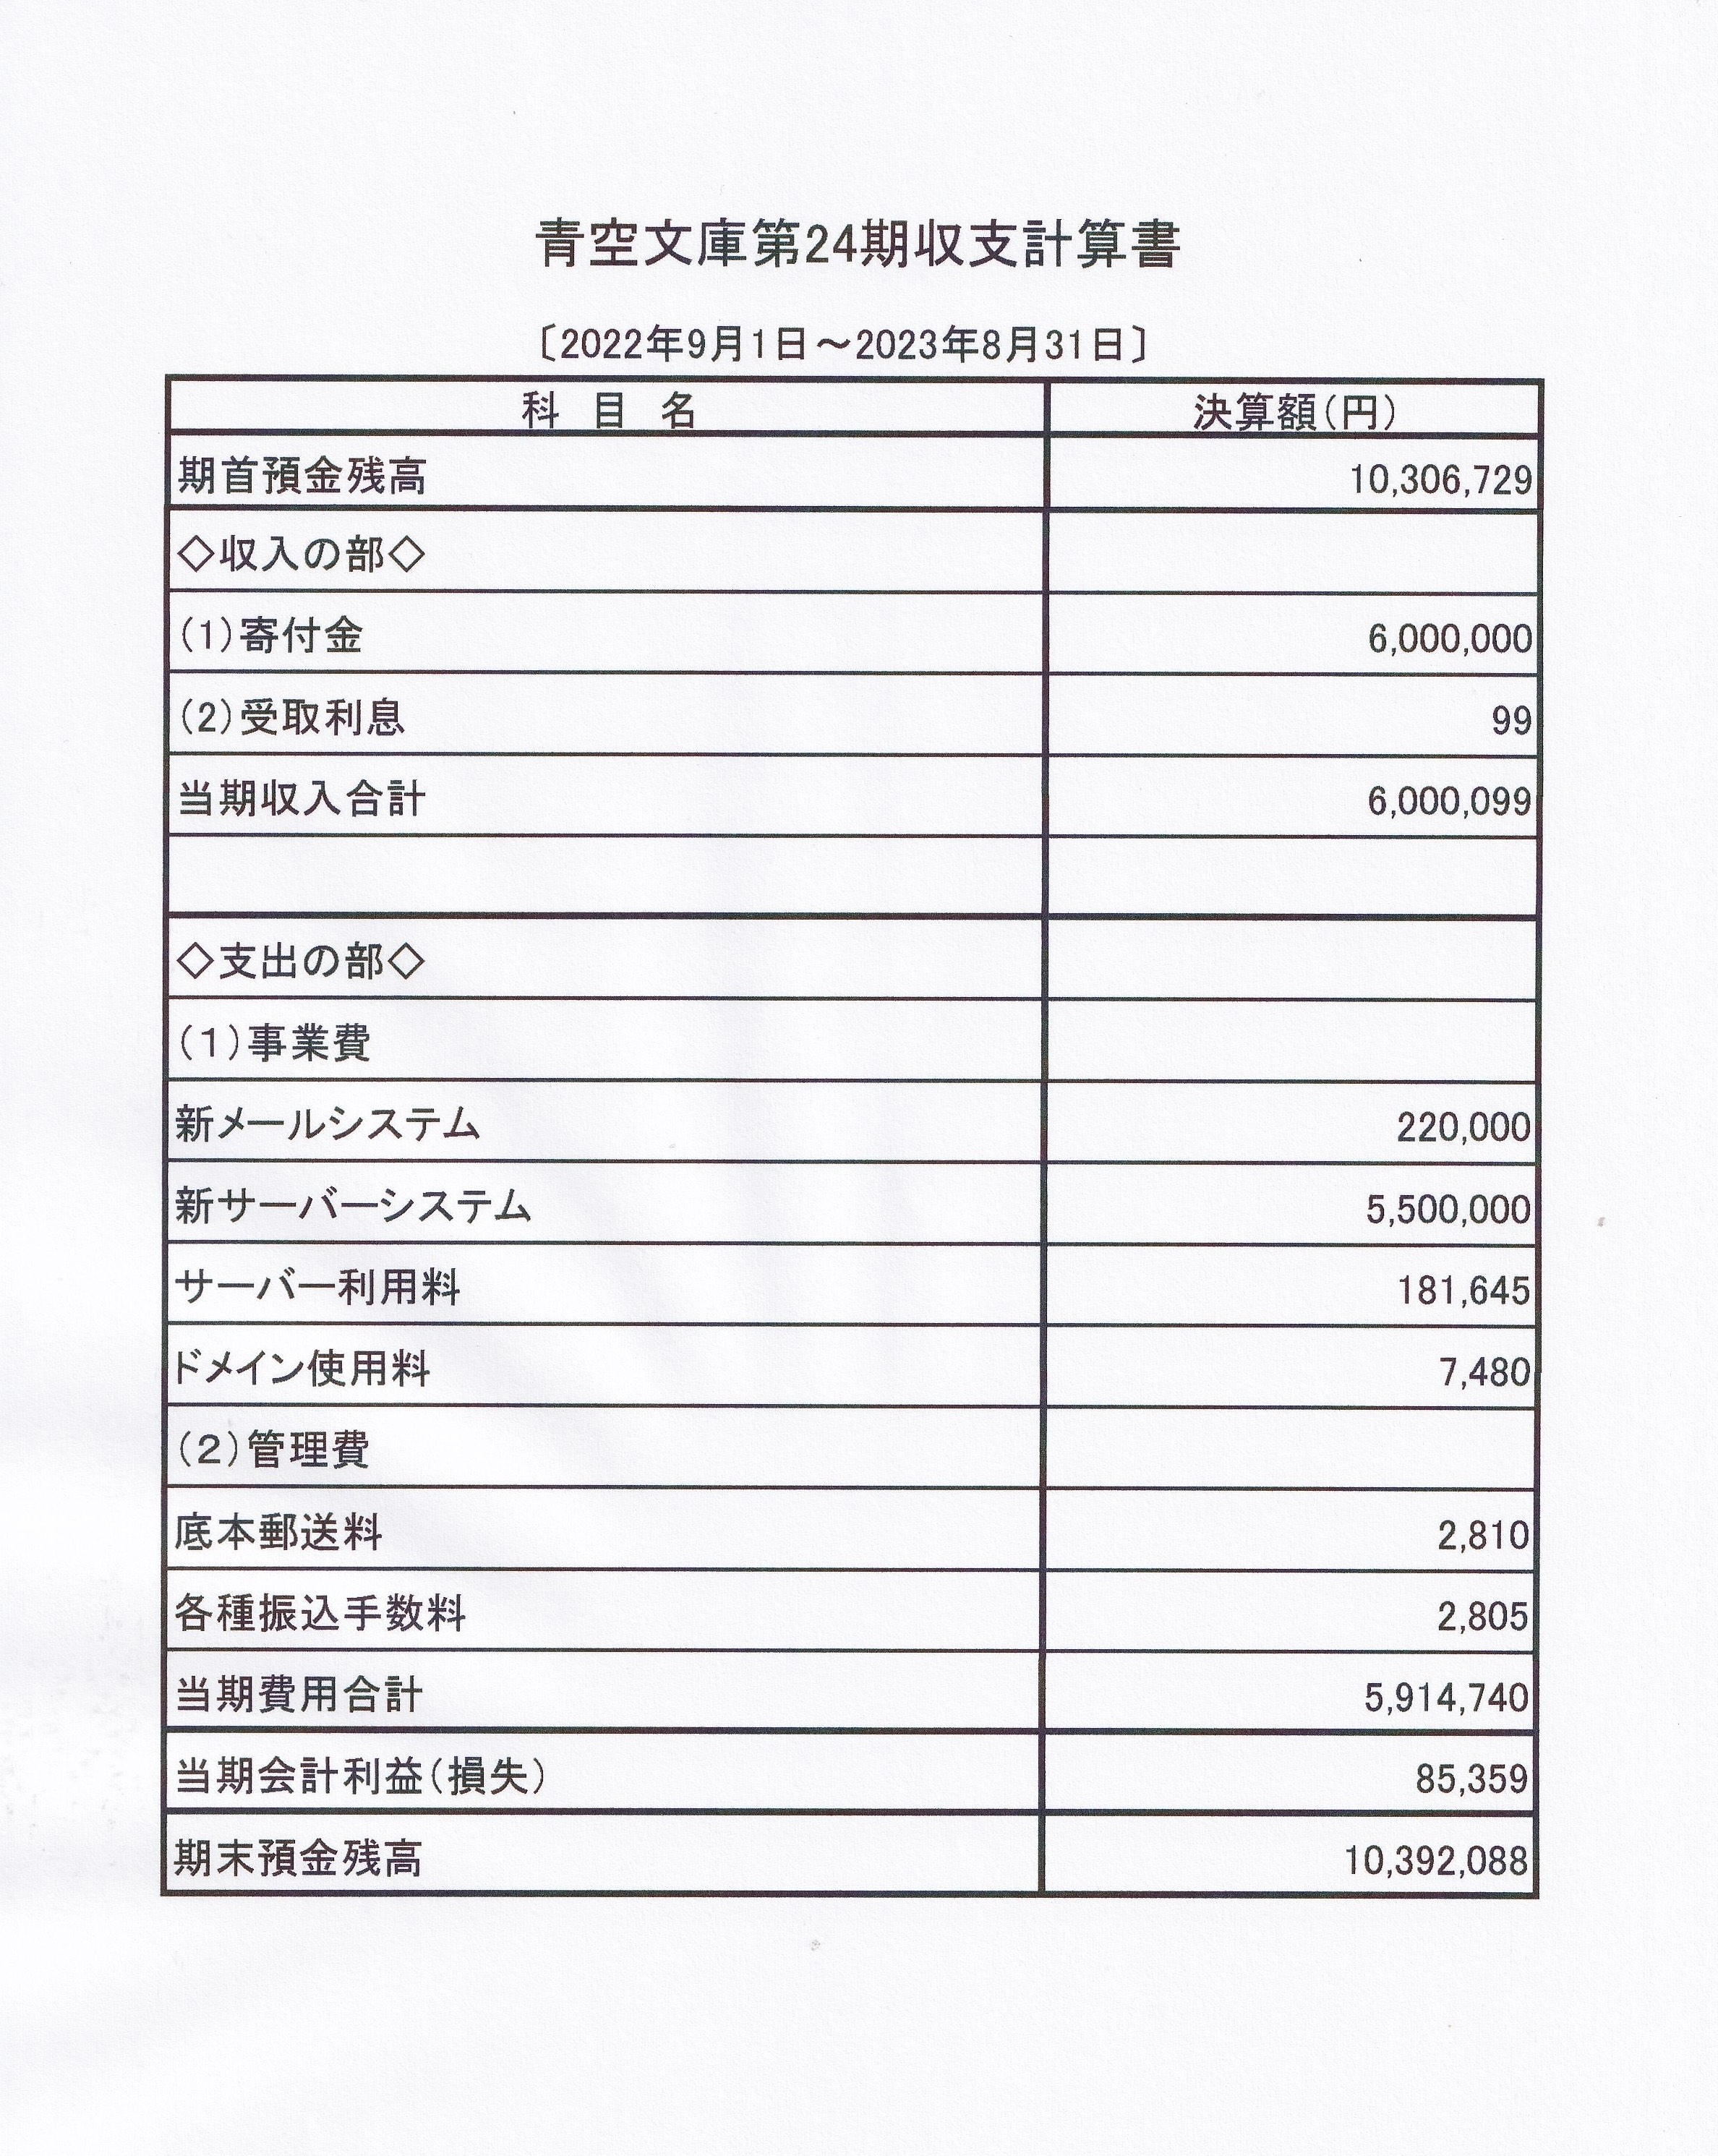 青空文庫第24期収支計算書
〔2022年9月1日～2023年8月31日〕
科 目 名 決算額(円)
期首預金残高 10,306,729
◇収入の部◇
(1)寄付金 6,000,000
(2)受取利息 99
当期収入合計 6,000,099
◇支出の部◇
(1)事業費
新メールシステム 220,000
新サーバーシステム 5,500,000
サーバー利用料 181,645
ドメイン使用料 7,480
(2)管理費
底本郵送料 2,810
各種振込手数料 2,805
当期費用合計 5,914,740
当期会計利益(損失) 85,359
期末預金残高 10,392,088